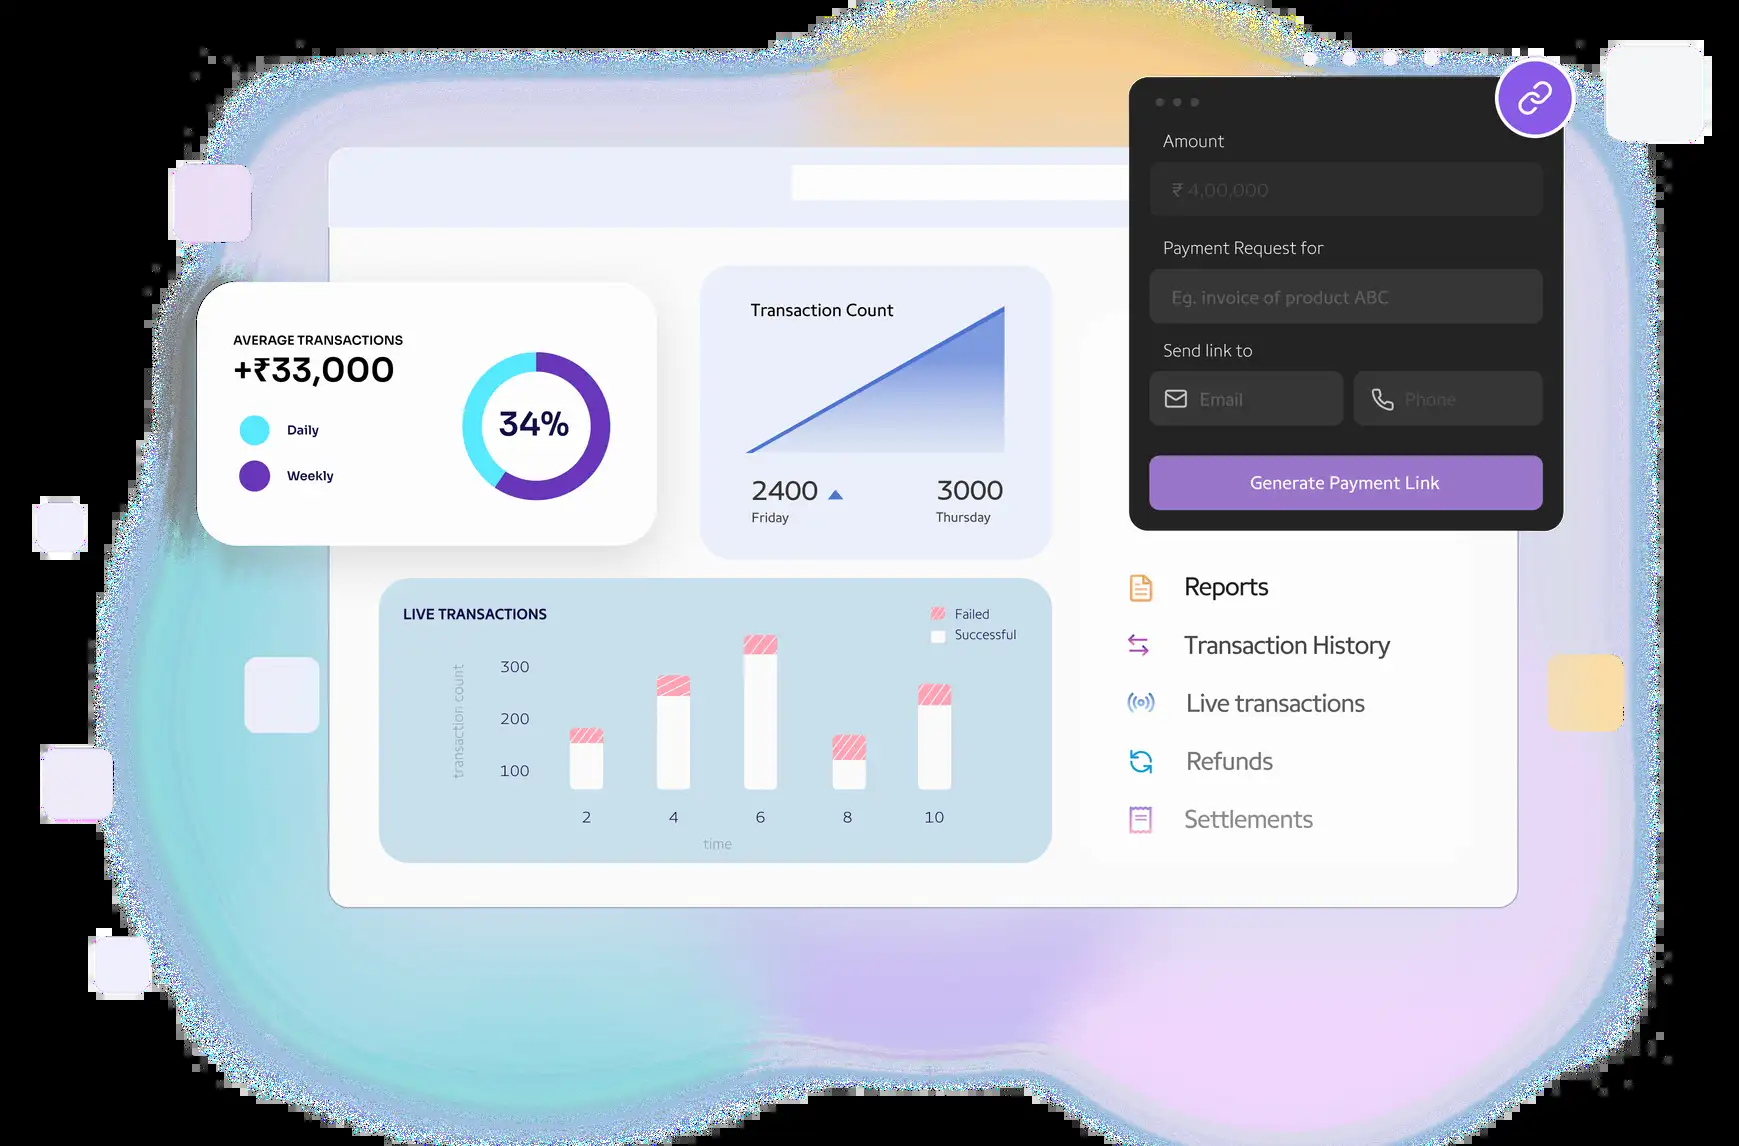 AVERAGE TRANSACTIONS
+₹33,000
Daily
Weekly
34%
Transaction Count
2400
Friday
3000
Thursday
Amount
₹ 4,00,000
Payment Request for
Eg. invoice of product ABC
Send link to
Email
Phone
Generate Payment Link
LIVE TRANSACTIONS
Failed
Successful
transaction count
300
200
100
2 4 6 8 10
time
Reports
Transaction History
Live transactions
Refunds
Settlements